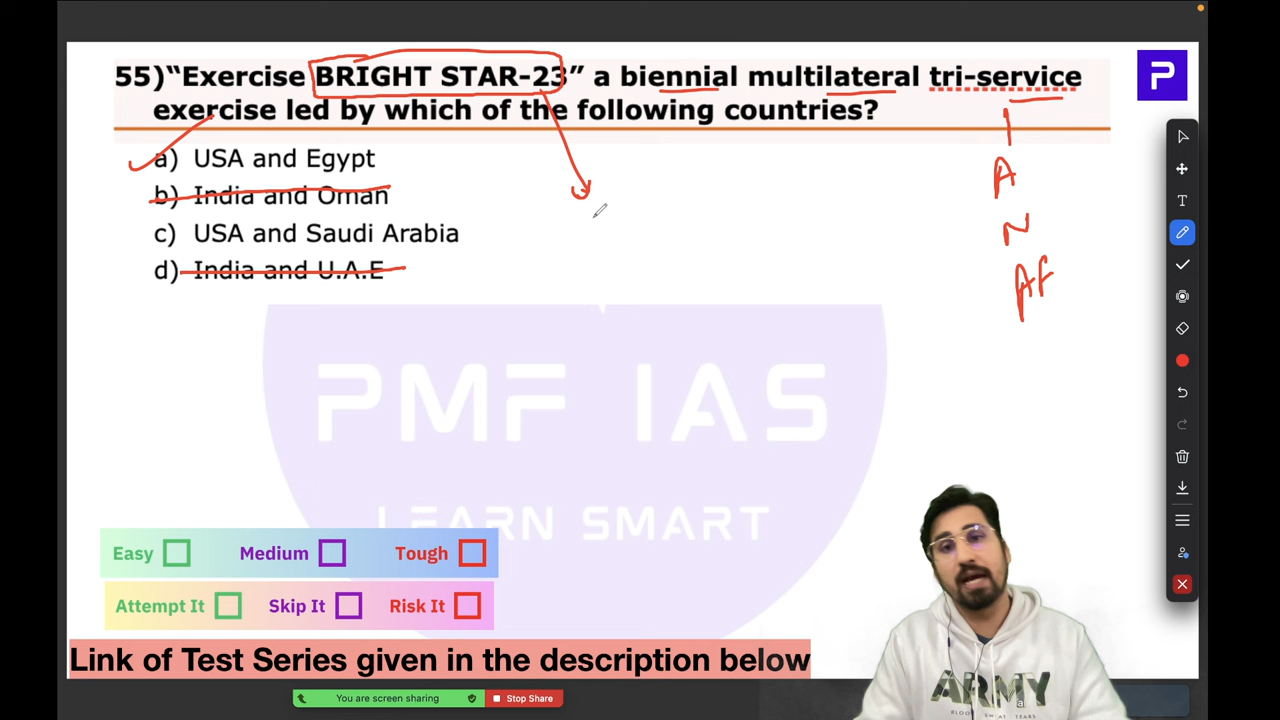 55)“Exercise BRIGHT STAR-23” a biennial multilateral tri-service
exercise led by which of the following countries?
a) USA and Egypt
b) India and Oman
c) USA and Saudi Arabia
d) India and U.A.E
P
I
A
N
AF
PMF IAS
LEARN SMART
Easy Medium Tough
Attempt It Skip It Risk It
Link of Test Series given in the description below
You are screen sharing Stop Share
ARMY
T